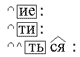 ие :
ти :
ть ся :